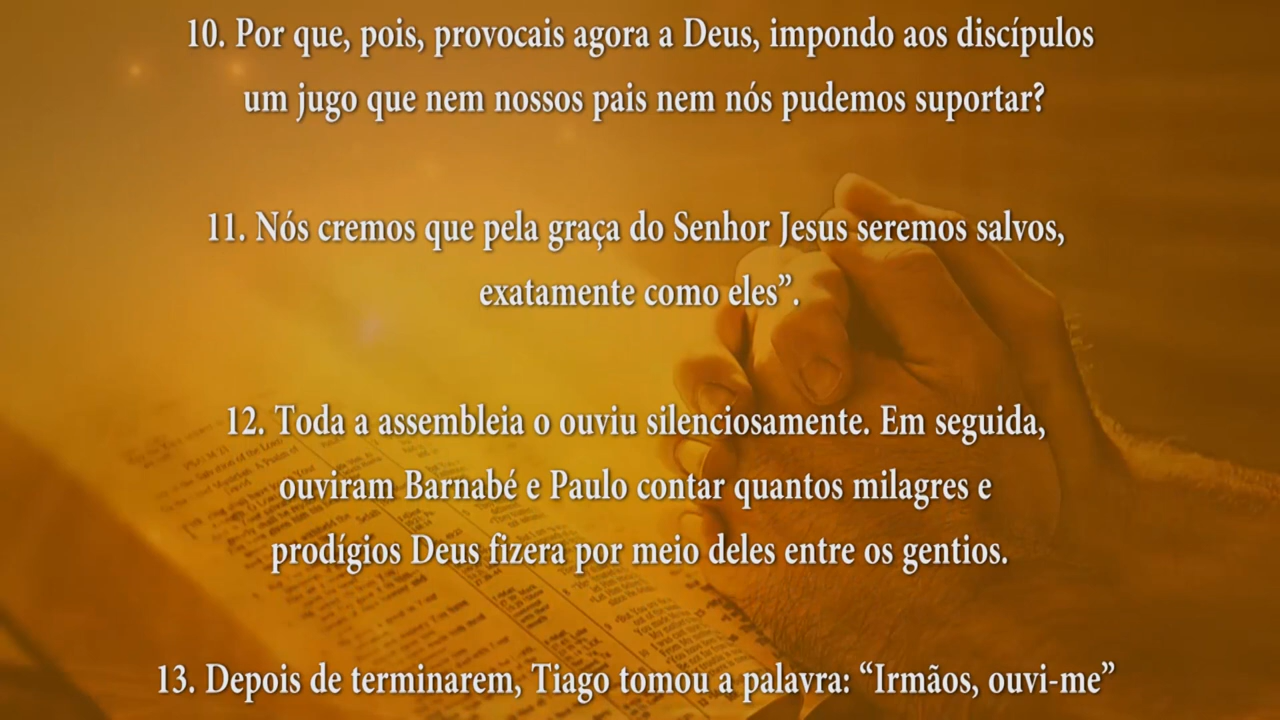 10. Por que, pois, provocais agora a Deus, impondo aos discípulos
um jugo que nem nossos pais nem nós pudemos suportar?
11. Nós cremos que pela graça do Senhor Jesus seremos salvos,
exatamente como eles”.
12. Toda a assembleia o ouviu silenciosamente. Em seguida,
ouviram Barnabé e Paulo contar quantos milagres e
prodígios Deus fizera por meio deles entre os gentios.
13. Depois de terminarem, Tiago tomou a palavra: “Irmãos, ouvi-me”